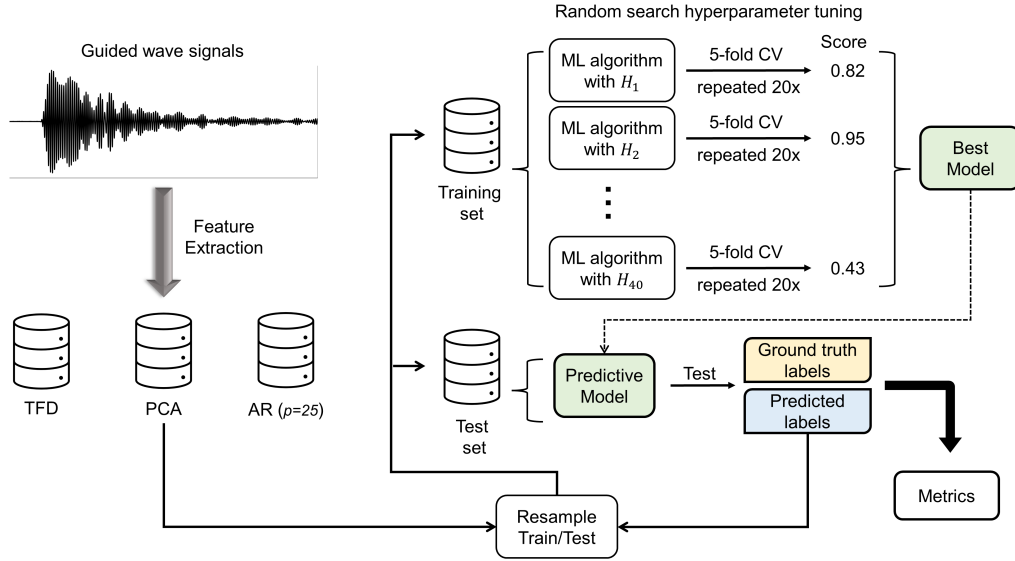 Random search hyperparameter tuning
Guided wave signals
Feature
Extraction
TFD
PCA
AR (p=25)
Training
set
ML algorithm
with H₁
5-fold CV
repeated 20x
Score
0.82
ML algorithm
with H₂
5-fold CV
repeated 20x
0.95
ML algorithm
with H₄₀
5-fold CV
repeated 20x
0.43
Best
Model
Test
set
Predictive
Model
Test
Ground truth
labels
Predicted
labels
Metrics
Resample
Train/Test